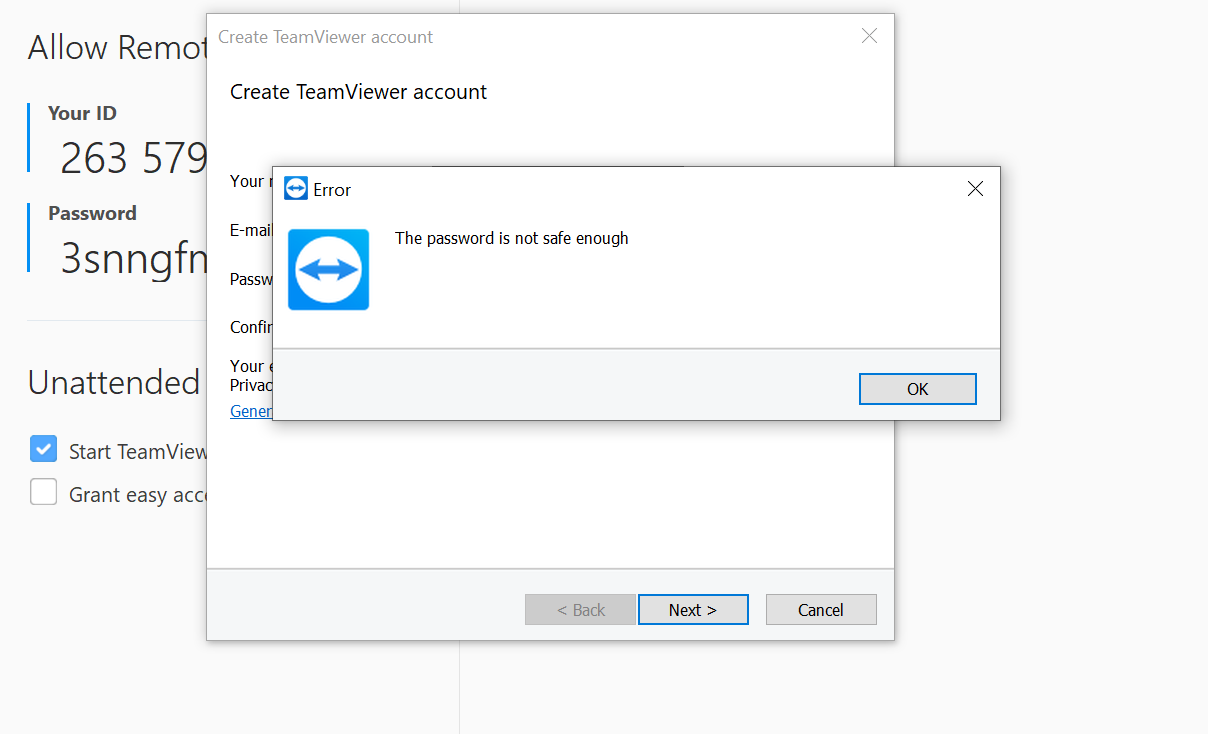 Allow Remot
Your ID
263 579
Password
3snngfn
Unattended
Start TeamView
Grant easy acc
Create TeamViewer account
Create TeamViewer account
Your
E-mail
Passw
Confir
Your e
Privac
Gener
Error
The password is not safe enough
OK
< Back
Next >
Cancel